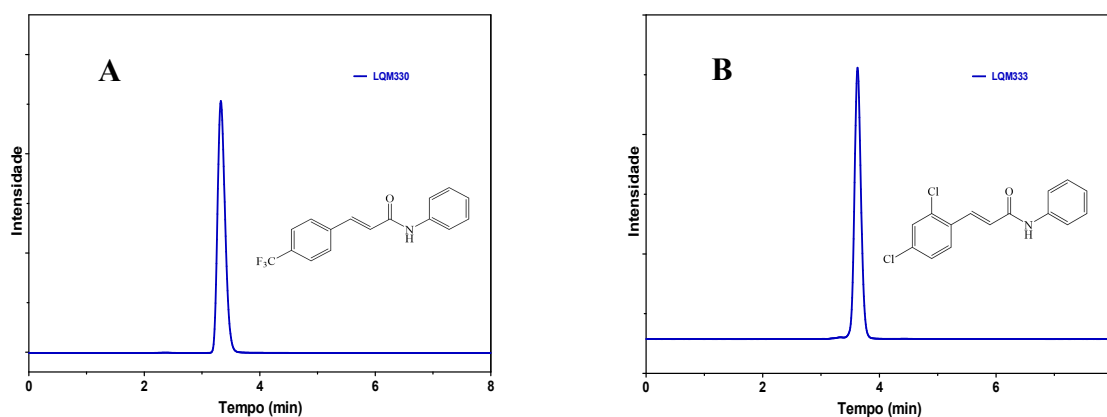 A
LQM330
Intensidade
O
N
H
F3C
0
2
4
6
8
Tempo (min)
B
LQM333
Intensidade
Cl
O
N
H
Cl
0
2
4
6
Tempo (min)